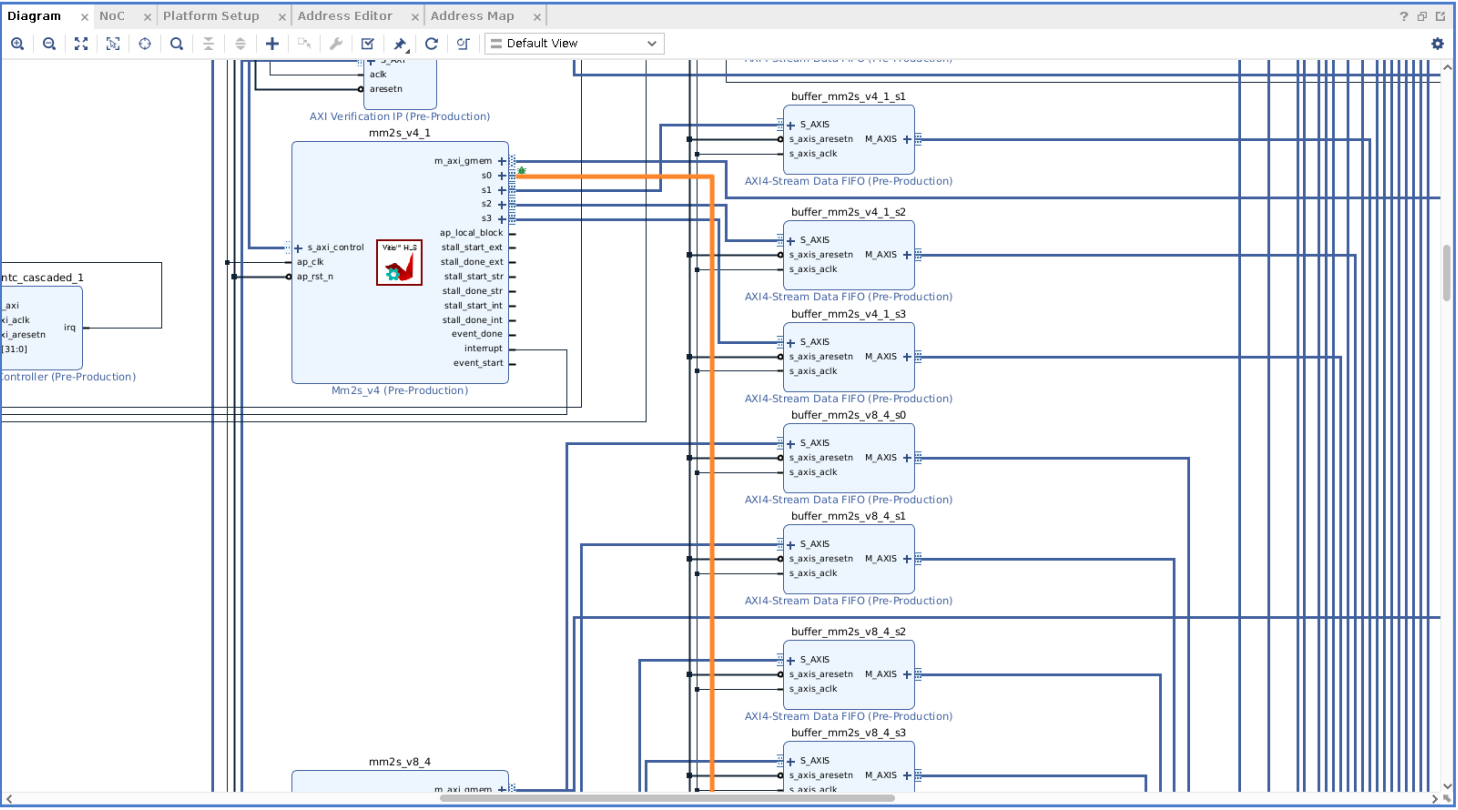 Diagram × NoC × Platform Setup × Address Editor × Address Map × ?
Default View
aclk
aresetn
AXI Verification IP (Pre-Production)
mm2s_v4_1
m_axi_gmem
s0
s1
s2
s3
ap_local_block
s_axi_control
stall_start_ext
ap_clk
stall_done_ext
ap_rst_n
stall_start_str
stall_done_str
stall_start_int
stall_done_int
event_done
interrupt
event_start
Mm2s_v4 (Pre-Production)
ntc_cascaded_1
_axi
xi_aclk
irq
xi_aresetn
[31:0]
Controller (Pre-Production)
mm2s_v8_4
m_axi_gmem
AXI4-Stream Data FIFO (Pre-Production)
buffer_mm2s_v4_1_s1
S_AXIS
s_axis_aresetn M_AXIS
s_axis_aclk
AXI4-Stream Data FIFO (Pre-Production)
buffer_mm2s_v4_1_s2
S_AXIS
s_axis_aresetn M_AXIS
s_axis_aclk
AXI4-Stream Data FIFO (Pre-Production)
buffer_mm2s_v4_1_s3
S_AXIS
s_axis_aresetn M_AXIS
s_axis_aclk
AXI4-Stream Data FIFO (Pre-Production)
buffer_mm2s_v8_4_s0
S_AXIS
s_axis_aresetn M_AXIS
s_axis_aclk
AXI4-Stream Data FIFO (Pre-Production)
buffer_mm2s_v8_4_s1
S_AXIS
s_axis_aresetn M_AXIS
s_axis_aclk
AXI4-Stream Data FIFO (Pre-Production)
buffer_mm2s_v8_4_s2
S_AXIS
s_axis_aresetn M_AXIS
s_axis_aclk
AXI4-Stream Data FIFO (Pre-Production)
buffer_mm2s_v8_4_s3
S_AXIS
s_axis_aresetn M_AXIS
s_axis_aclk